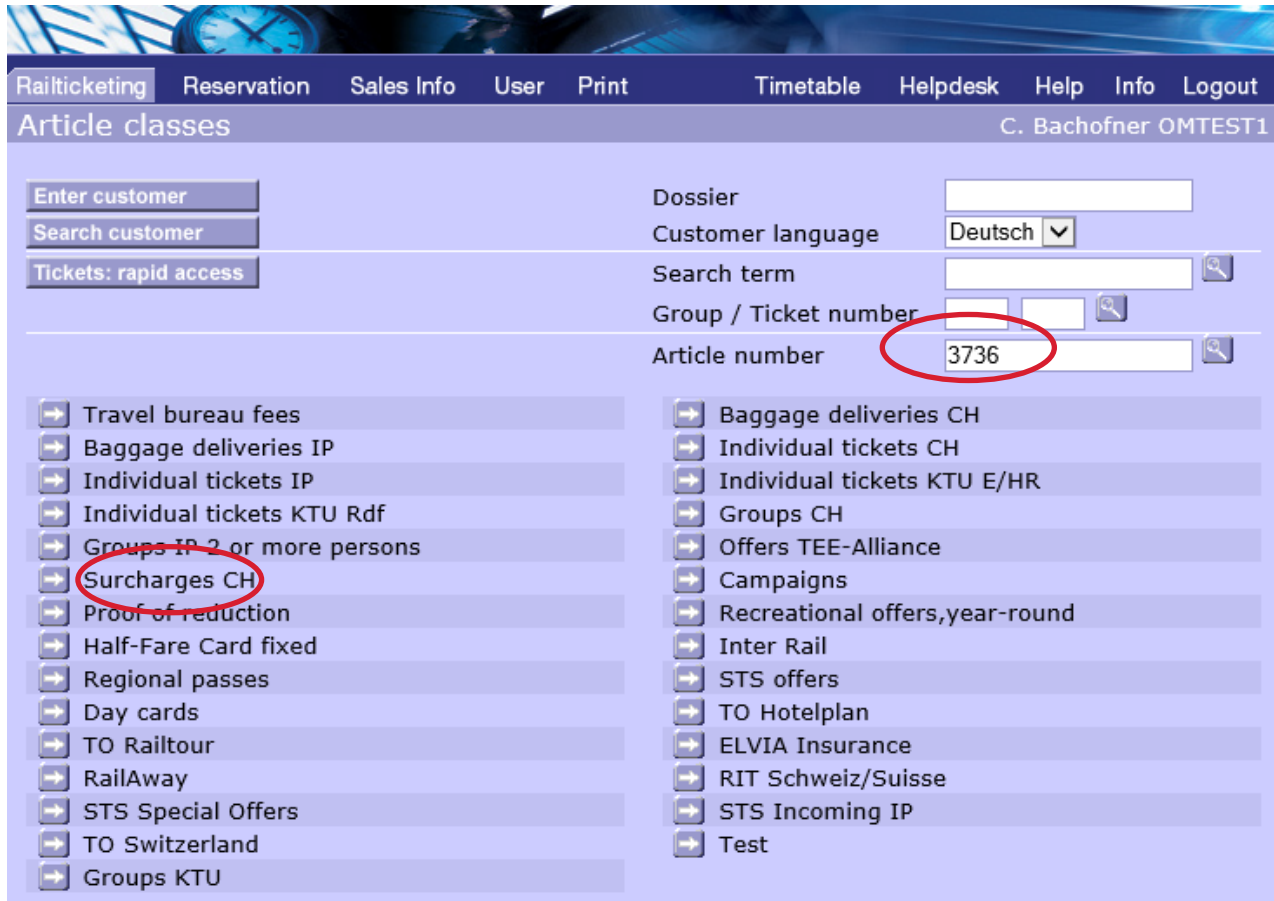 Railticketing Reservation Sales Info User Print Timetable Helpdesk Help Info Logout
Article classes C. Bachofner OMTEST1
Enter customer
Search customer
Tickets: rapid access
Dossier
Customer language Deutsch
Search term
Group / Ticket number
Article number 3736
Travel bureau fees
Baggage deliveries IP
Individual tickets IP
Individual tickets KTU Rdf
Groups IP 2 or more persons
Surcharges CH
Proof of reduction
Half-Fare Card fixed
Regional passes
Day cards
TO Railtour
RailAway
STS Special Offers
TO Switzerland
Groups KTU
Baggage deliveries CH
Individual tickets CH
Individual tickets KTU E/HR
Groups CH
Offers TEE-Alliance
Campaigns
Recreational offers,year-round
Inter Rail
STS offers
TO Hotelplan
ELVIA Insurance
RIT Schweiz/Suisse
STS Incoming IP
Test